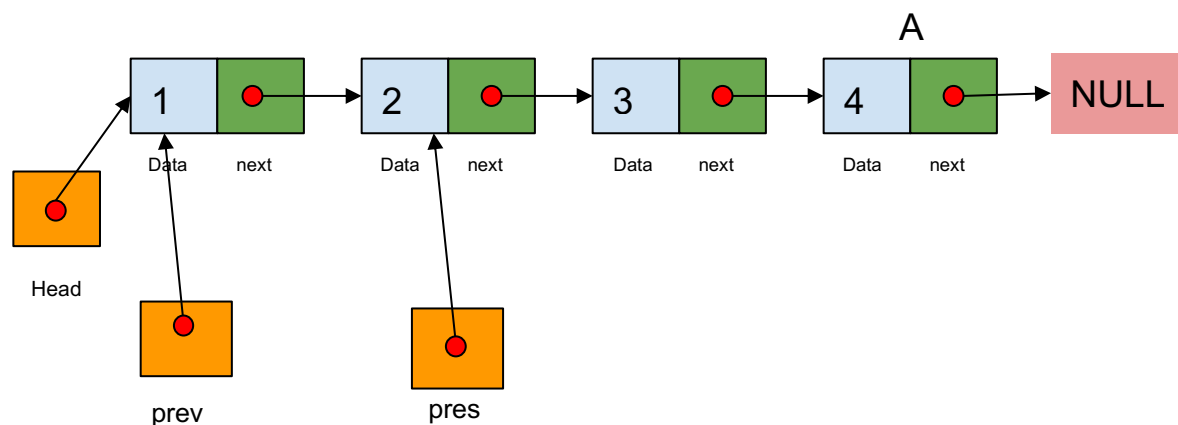 A
1
2
3
4
NULL
Data next
Data next
Data next
Data next
Head
prev
pres